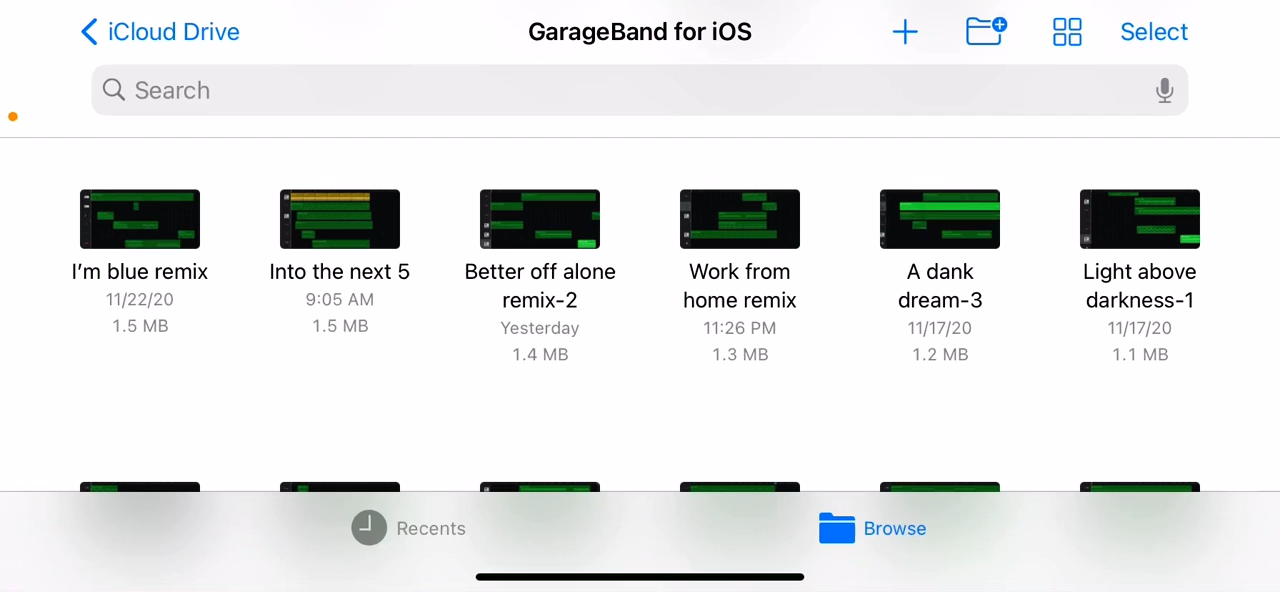 iCloud Drive
GarageBand for iOS
Select
Search
I’m blue remix
11/22/20
1.5 MB
Into the next 5
9:05 AM
1.5 MB
Better off alone
remix-2
Yesterday
1.4 MB
Work from
home remix
11:26 PM
1.3 MB
A dank
dream-3
11/17/20
1.2 MB
Light above
darkness-1
11/17/20
1.1 MB
Recents
Browse